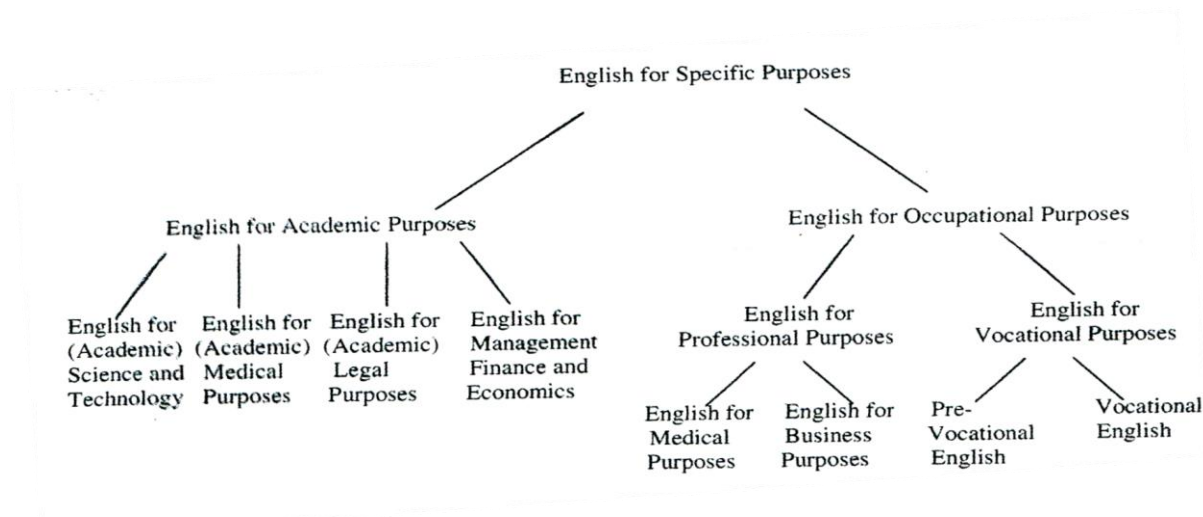 English for Specific Purposes
English for Academic Purposes
English for Occupational Purposes
English for
(Academic)
Science and
Technology
English for
(Academic)
Medical
Purposes
English for
(Academic)
Legal
Purposes
English for
Management
Finance and
Economics
English for
Professional Purposes
English for
Vocational Purposes
English for
Medical
Purposes
English for
Business
Purposes
Pre-
Vocational
English
Vocational
English